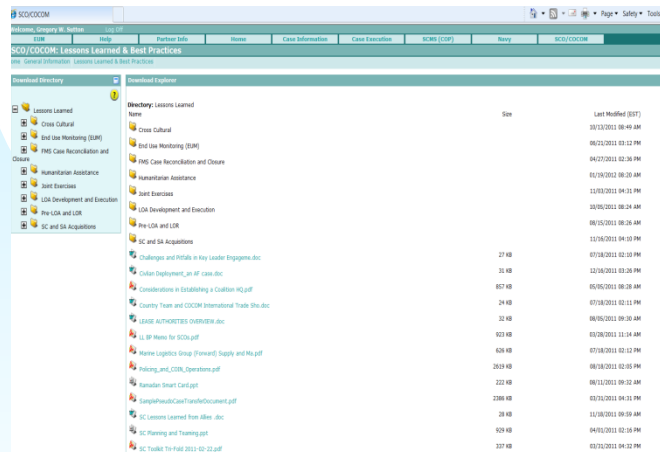 SCO/COCOM
Page Safety Tools
Welcome, Gregory W. Sutton Log Off
EUM Help Partner Info Home Case Information Case Execution SCMS (COP) Navy SCO/COCOM
SCO/COCOM: Lessons Learned & Best Practices
ome General Information Lessons Learned & Best Practices
Download Directory
Download Explorer
Lessons Learned
Cross Cultural
End Use Monitoring (EUM)
FMS Case Reconciliation and
Closure
Humanitarian Assistance
Joint Exercises
LOA Development and Execution
Pre-LOA and LOR
SC and SA Acquisitions
Directory: Lessons Learned
Name Size Last Modified (EST)
Cross Cultural 10/13/2011 08:49 AM
End Use Monitoring (EUM) 06/21/2011 03:12 PM
FMS Case Reconciliation and Closure 04/27/2011 02:36 PM
Humanitarian Assistance 01/19/2012 08:20 AM
Joint Exercises 11/03/2011 04:31 PM
LOA Development and Execution 10/05/2011 08:24 AM
Pre-LOA and LOR 08/15/2011 08:26 AM
SC and SA Acquisitions 11/16/2011 04:10 PM
Challenges and Pitfalls in Key Leader Engageme.doc 27 KB 07/18/2011 02:10 PM
Civilian Deployment_an AF case.doc 31 KB 12/16/2011 03:26 PM
Considerations in Establishing a Coalition HQ.pdf 857 KB 05/05/2011 08:28 AM
Country Team and COCOM International Trade Sho.doc 24 KB 07/18/2011 02:11 PM
LEASE AUTHORITIES OVERVIEW.doc 32 KB 08/05/2011 09:30 AM
LL BP Memo for SCOs.pdf 923 KB 03/28/2011 11:14 AM
Marine Logistics Group (Forward) Supply and Ma.pdf 626 KB 07/18/2011 02:12 PM
Policing_and_COIN_Operations.pdf 2619 KB 08/18/2011 02:05 PM
Ramadan Smart Card.ppt 222 KB 08/11/2011 09:32 AM
SamplePseudoCaseTransferDocument.pdf 2386 KB 03/31/2011 04:31 PM
SC Lessons Learned from Allies .doc 28 KB 11/18/2011 09:59 AM
SC Planning and Teaming.ppt 929 KB 04/01/2011 02:16 PM
SC Toolkit Tri-Fold 2011-02-22.pdf 337 KB 03/31/2011 04:32 PM